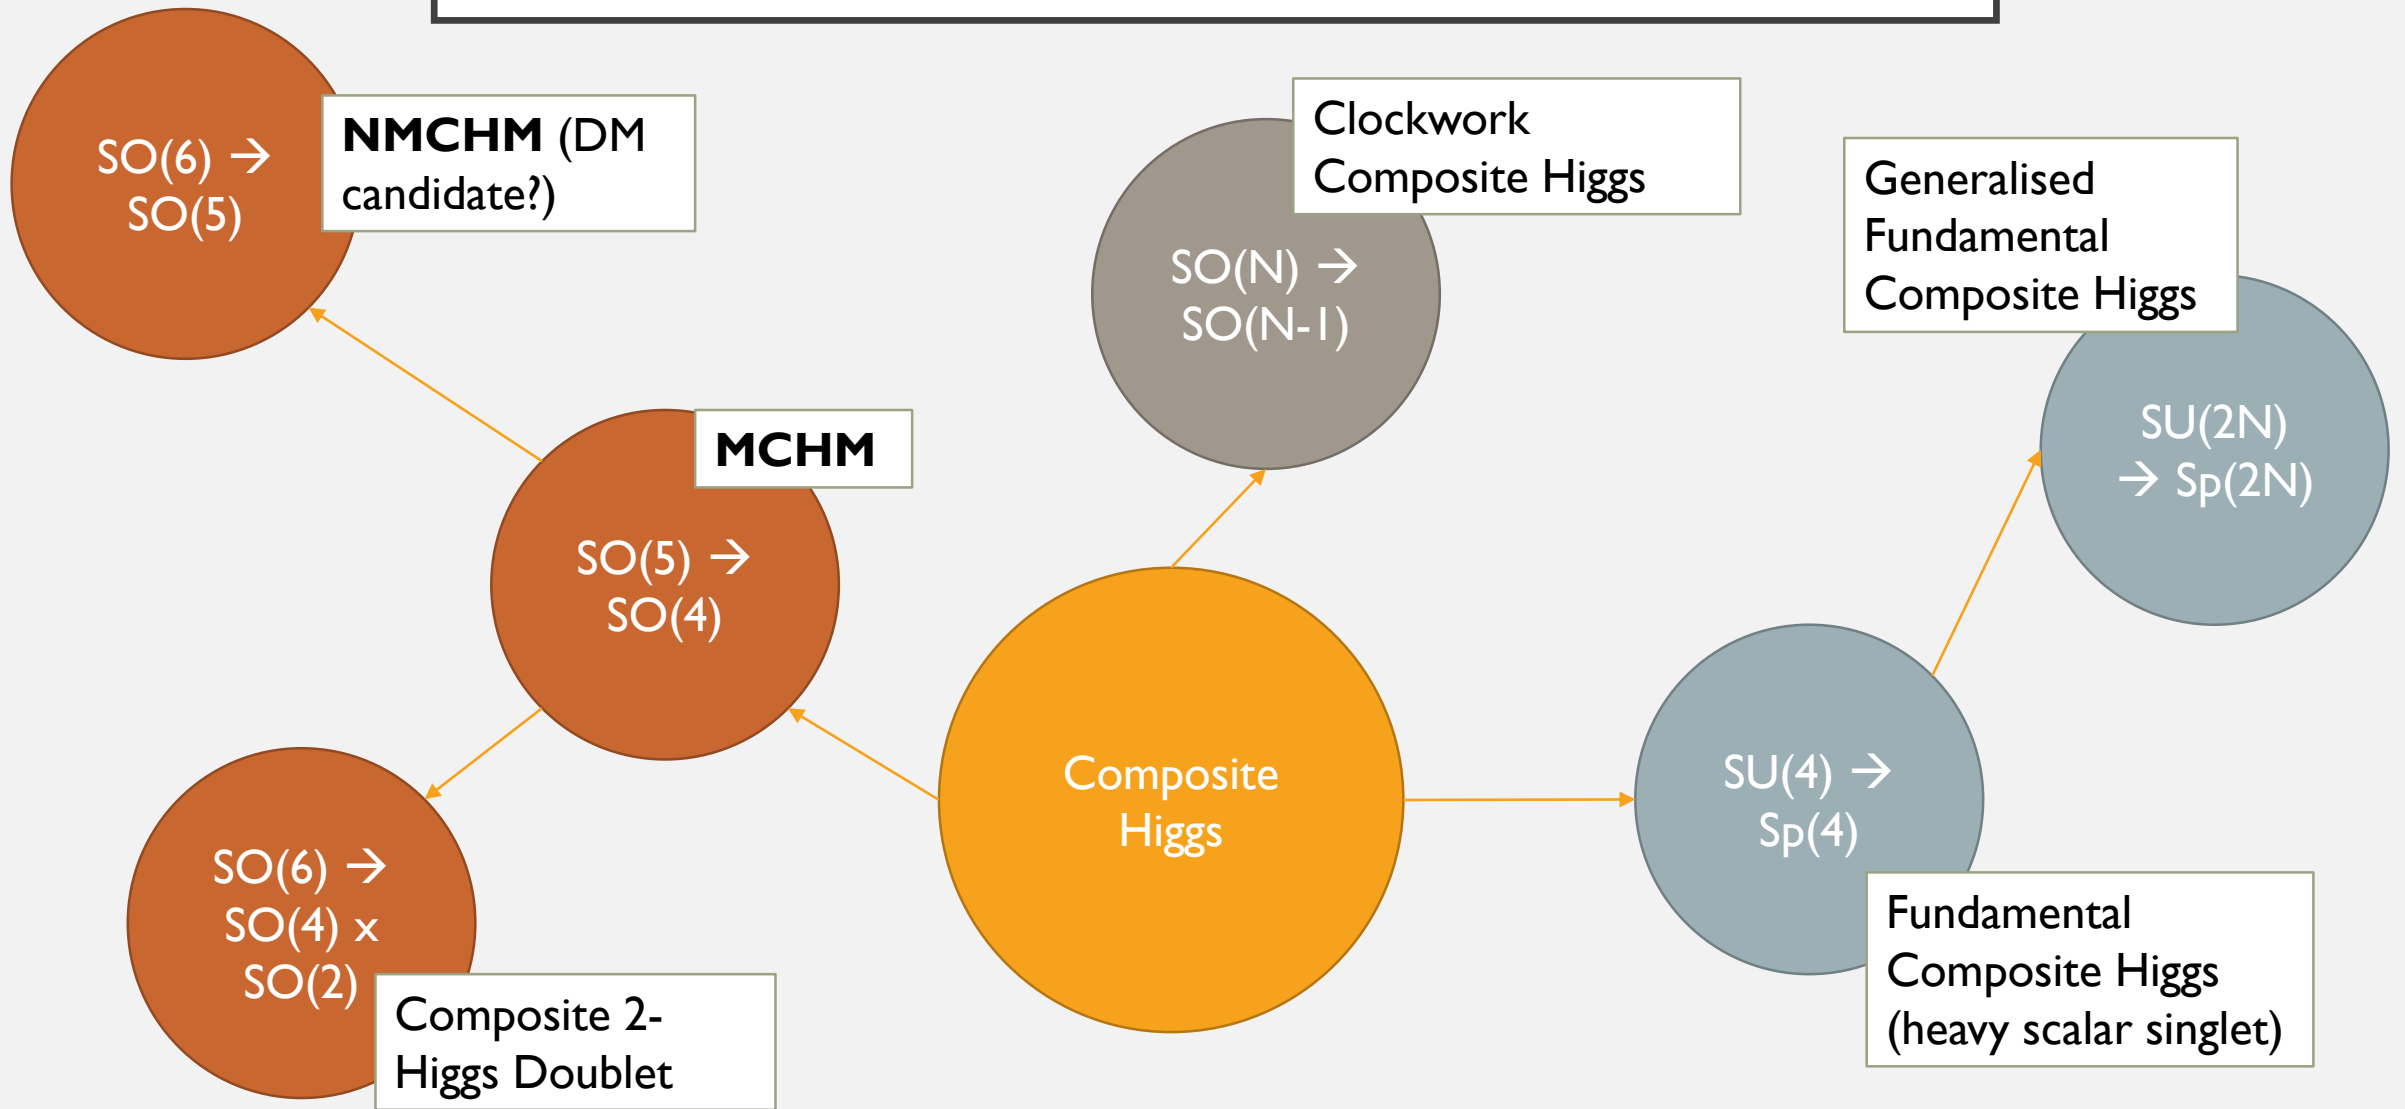 SO(6) →
SO(5)
NMCHM (DM
candidate?)
Clockwork
Composite Higgs
SO(N) →
SO(N-1)
Generalised
Fundamental
Composite Higgs
SU(2N)
→ Sp(2N)
MCHM
SO(5) →
SO(4)
Composite
Higgs
SU(4) →
Sp(4)
Fundamental
Composite Higgs
(heavy scalar singlet)
SO(6) →
SO(4) x
SO(2)
Composite 2-
Higgs Doublet